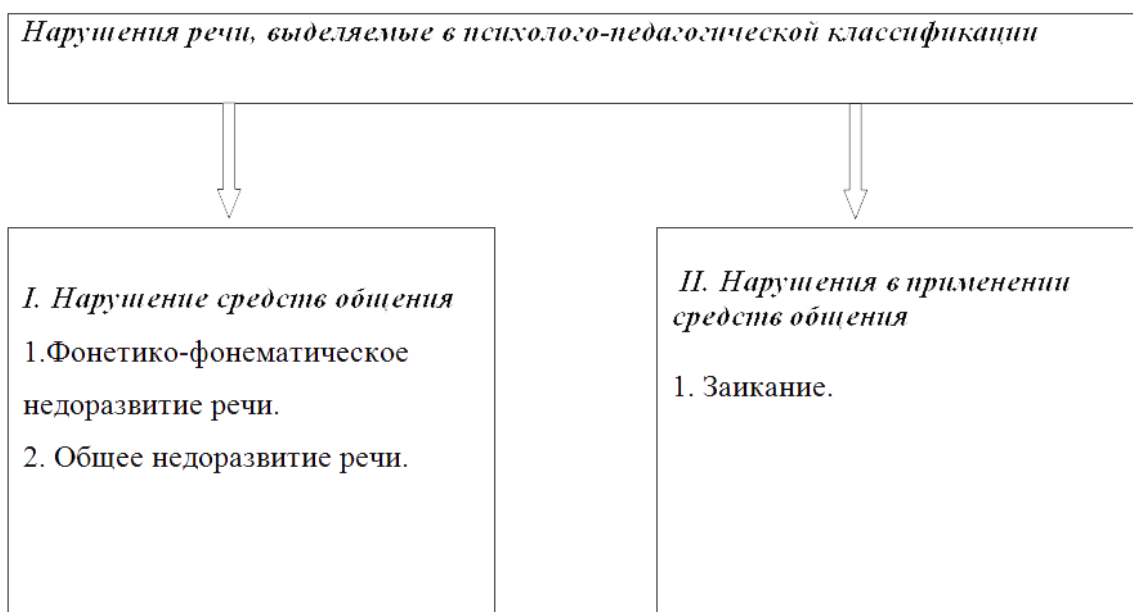 Нарушения речи, выделяемые в психолого-педагогической классификации
I. Нарушение средств общения
1.Фонетико-фонематическое
недоразвитие речи.
2. Общее недоразвитие речи.
II. Нарушения в применении
средств общения
1. Заикание.